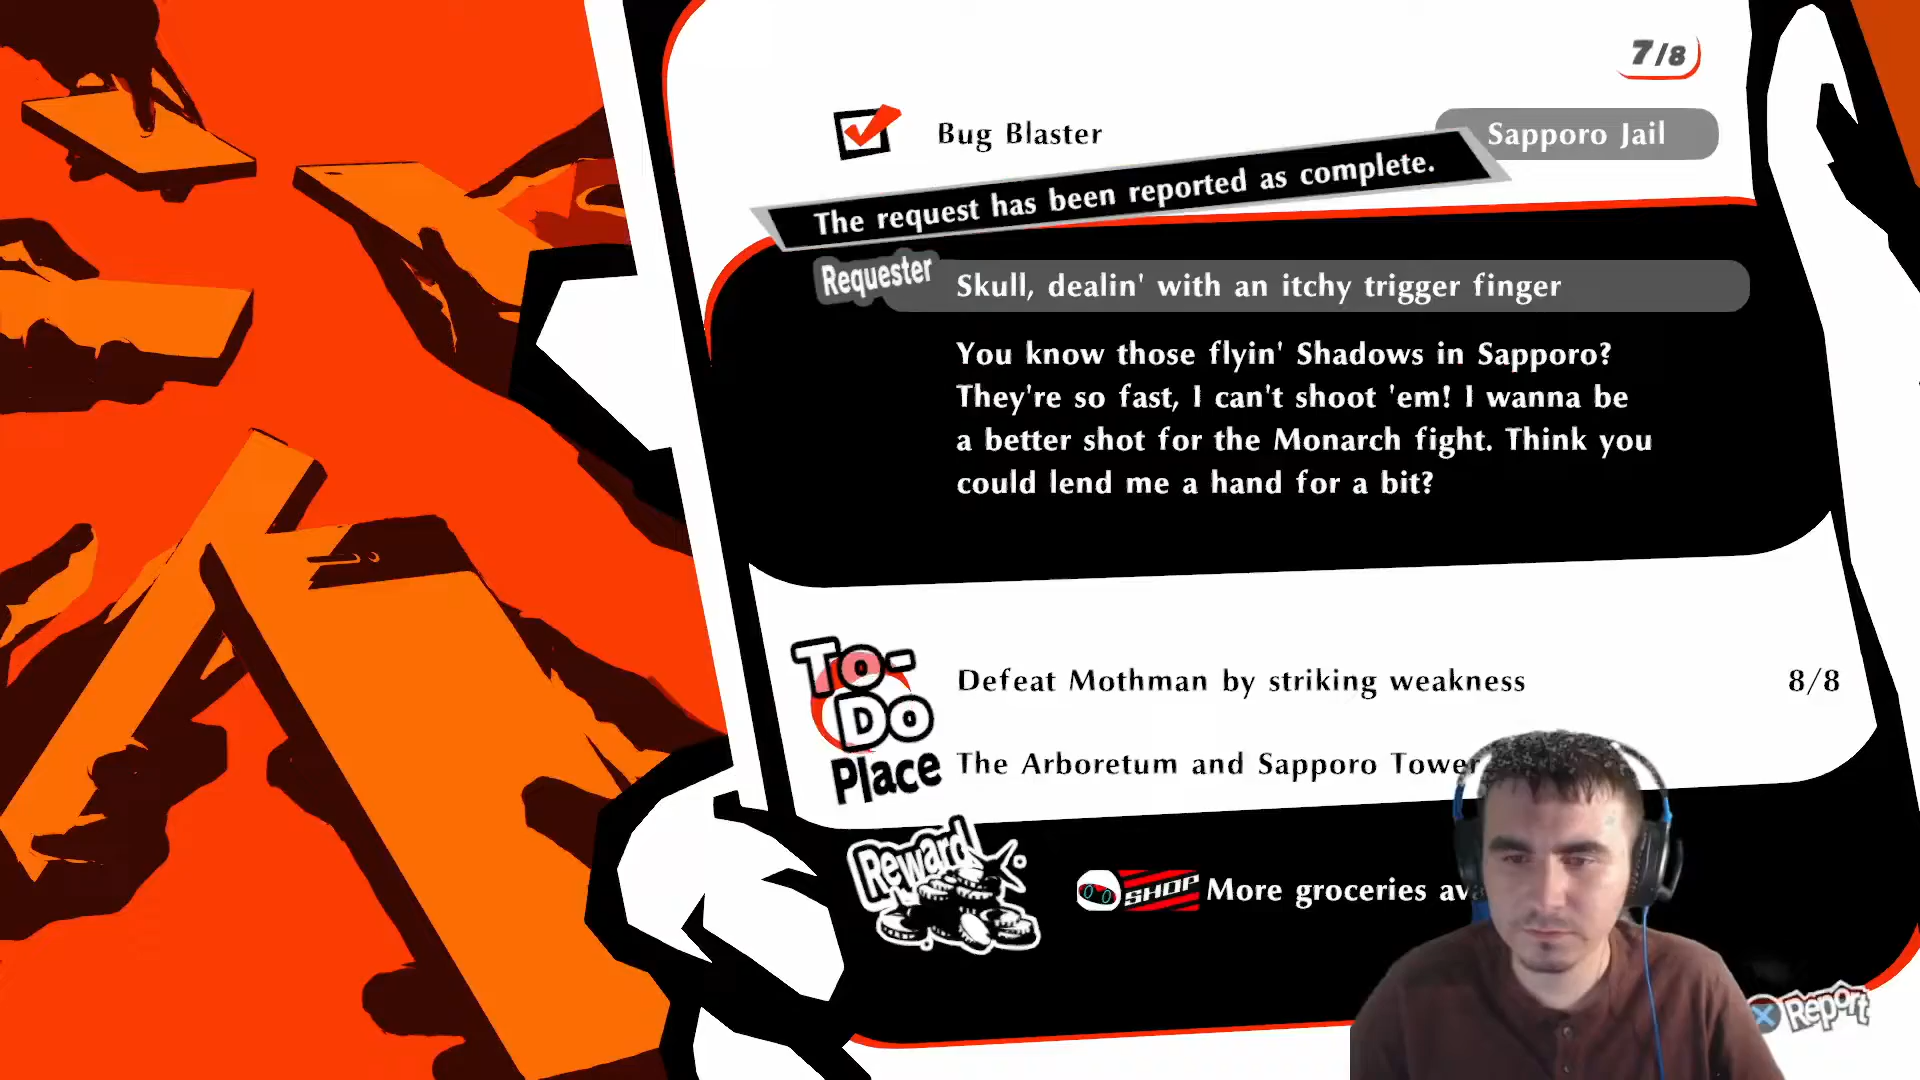 7/8
Bug Blaster
Sapporo Jail
The request has been reported as complete.
Requester
Skull, dealin' with an itchy trigger finger
You know those flyin' Shadows in Sapporo?
They're so fast, I can't shoot 'em! I wanna be
a better shot for the Monarch fight. Think you
could lend me a hand for a bit?
To-Do
Defeat Mothman by striking weakness
8/8
Place
The Arboretum and Sapporo Tower
Reward
SHOP
More groceries
Report